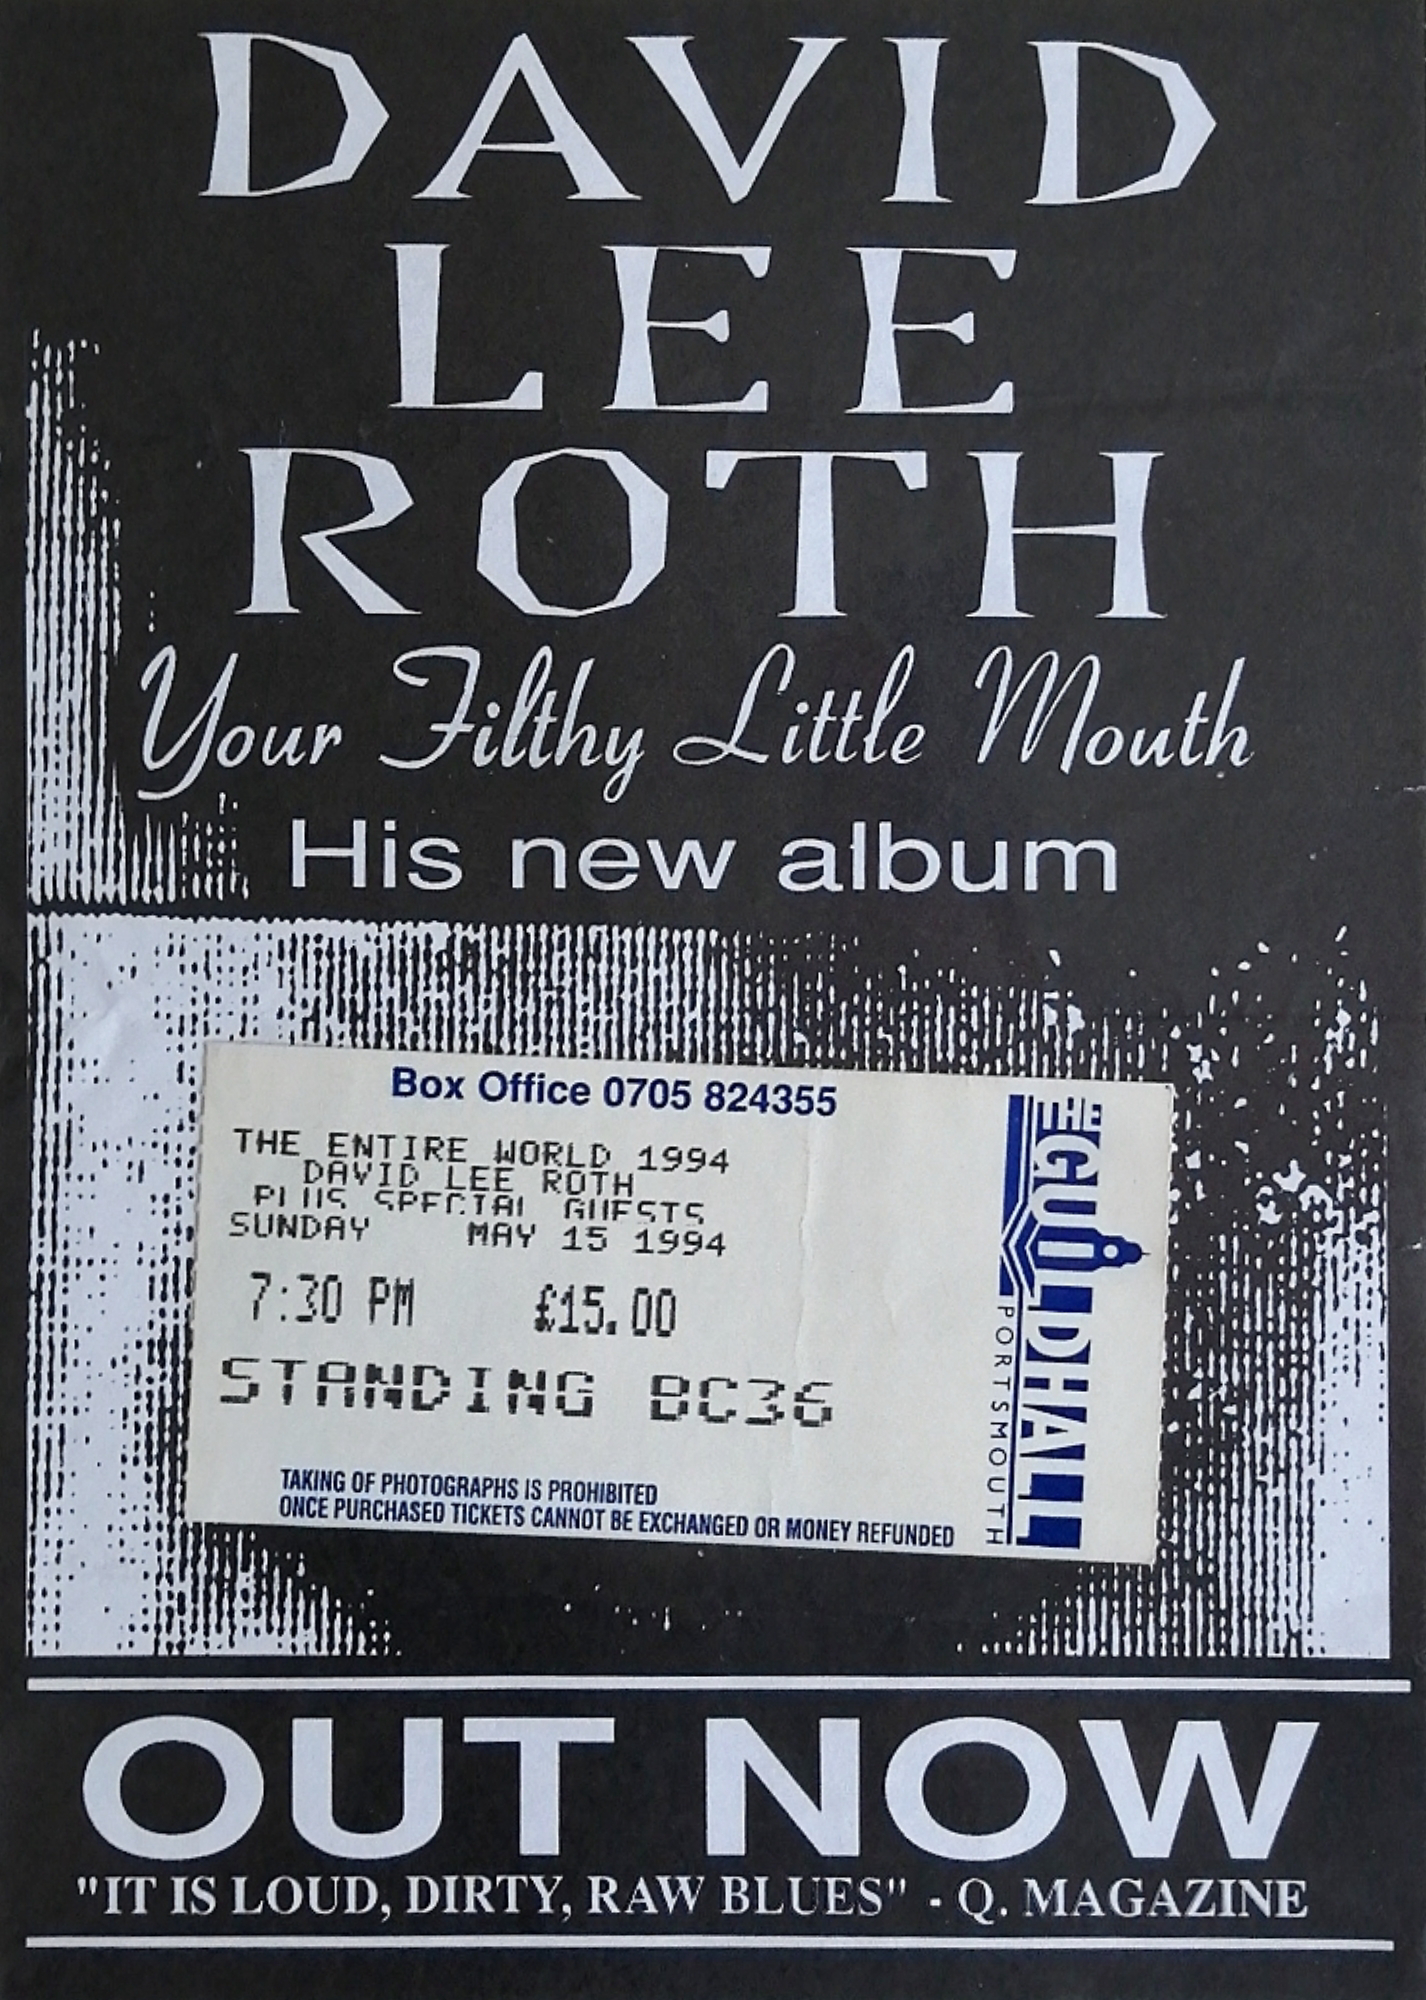 DAVID
LEE
ROTH
Your Filthy Little Mouth
His new album
Box Office 0705 824355
THE ENTIRE WORLD 1994
DAVID LEE ROTH
PLUS SPECIAL GUESTS
SUNDAY MAY 15 1994
7:30 PM £15.00
STANDING BC36
TAKING OF PHOTOGRAPHS IS PROHIBITED
ONCE PURCHASED TICKETS CANNOT BE EXCHANGED OR MONEY REFUNDED
THE GUILDHALL
PORTSMOUTH
OUT NOW
"IT IS LOUD, DIRTY, RAW BLUES" - Q. MAGAZINE